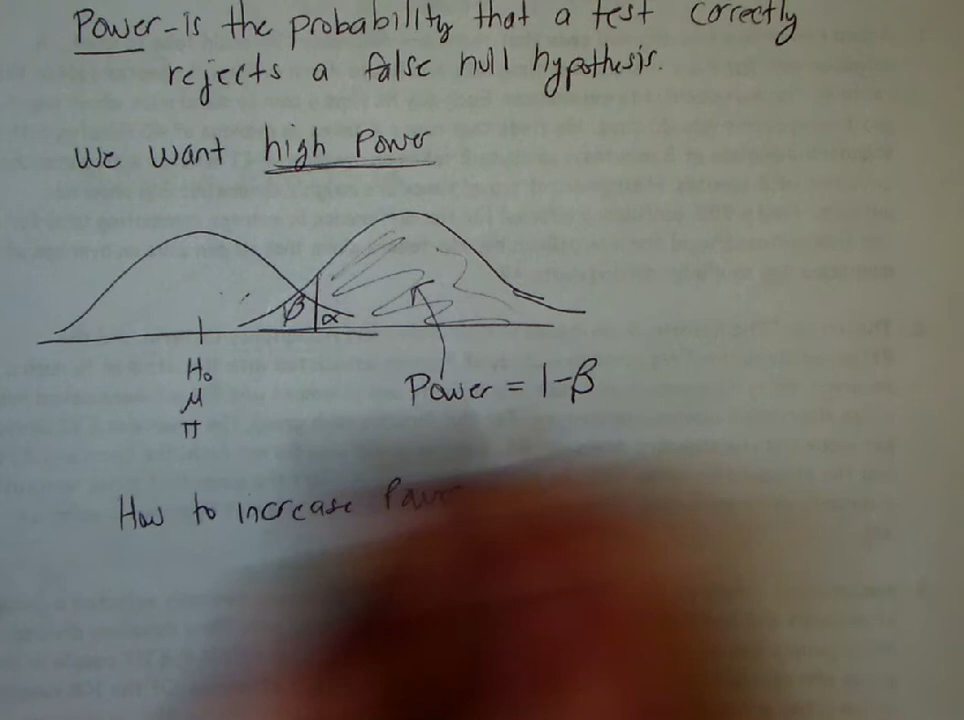 Power - is the probability that a test correctly
rejects a false null hypothesis.
We want high Power
β α
H₀
μ
π
Power = 1-β
How to increase